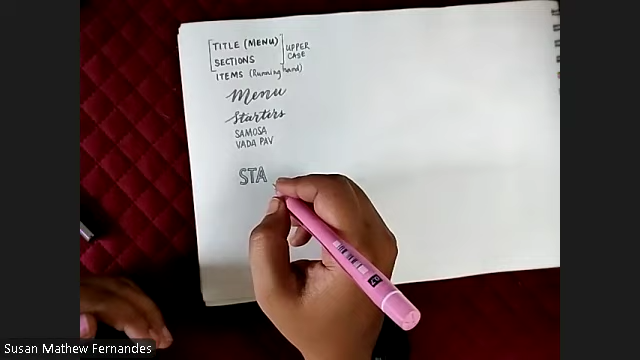 TITLE (MENU)
SECTIONS
UPPER CASE
ITEMS (Running hand)
Menu
Starters
SAMOSA
VADA PAV
STA
Susan Mathew Fernandes